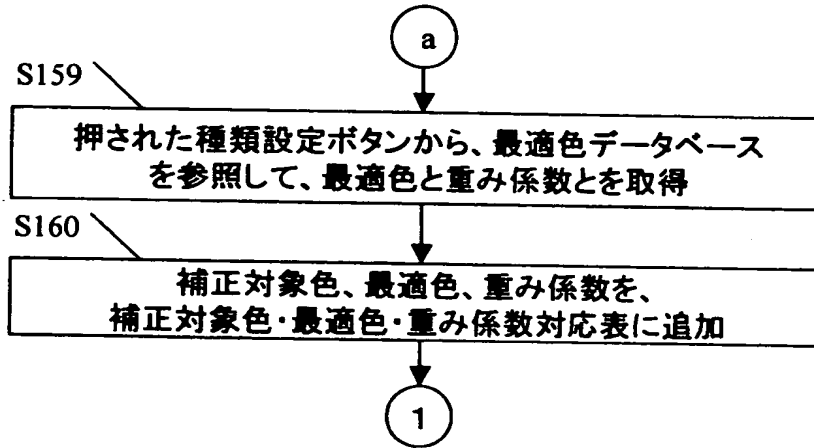 a
S159
押された種類設定ボタンから、最適色データベース
を参照して、最適色と重み係数とを取得
S160
補正対象色、最適色、重み係数を、
補正対象色・最適色・重み係数対応表に追加
1